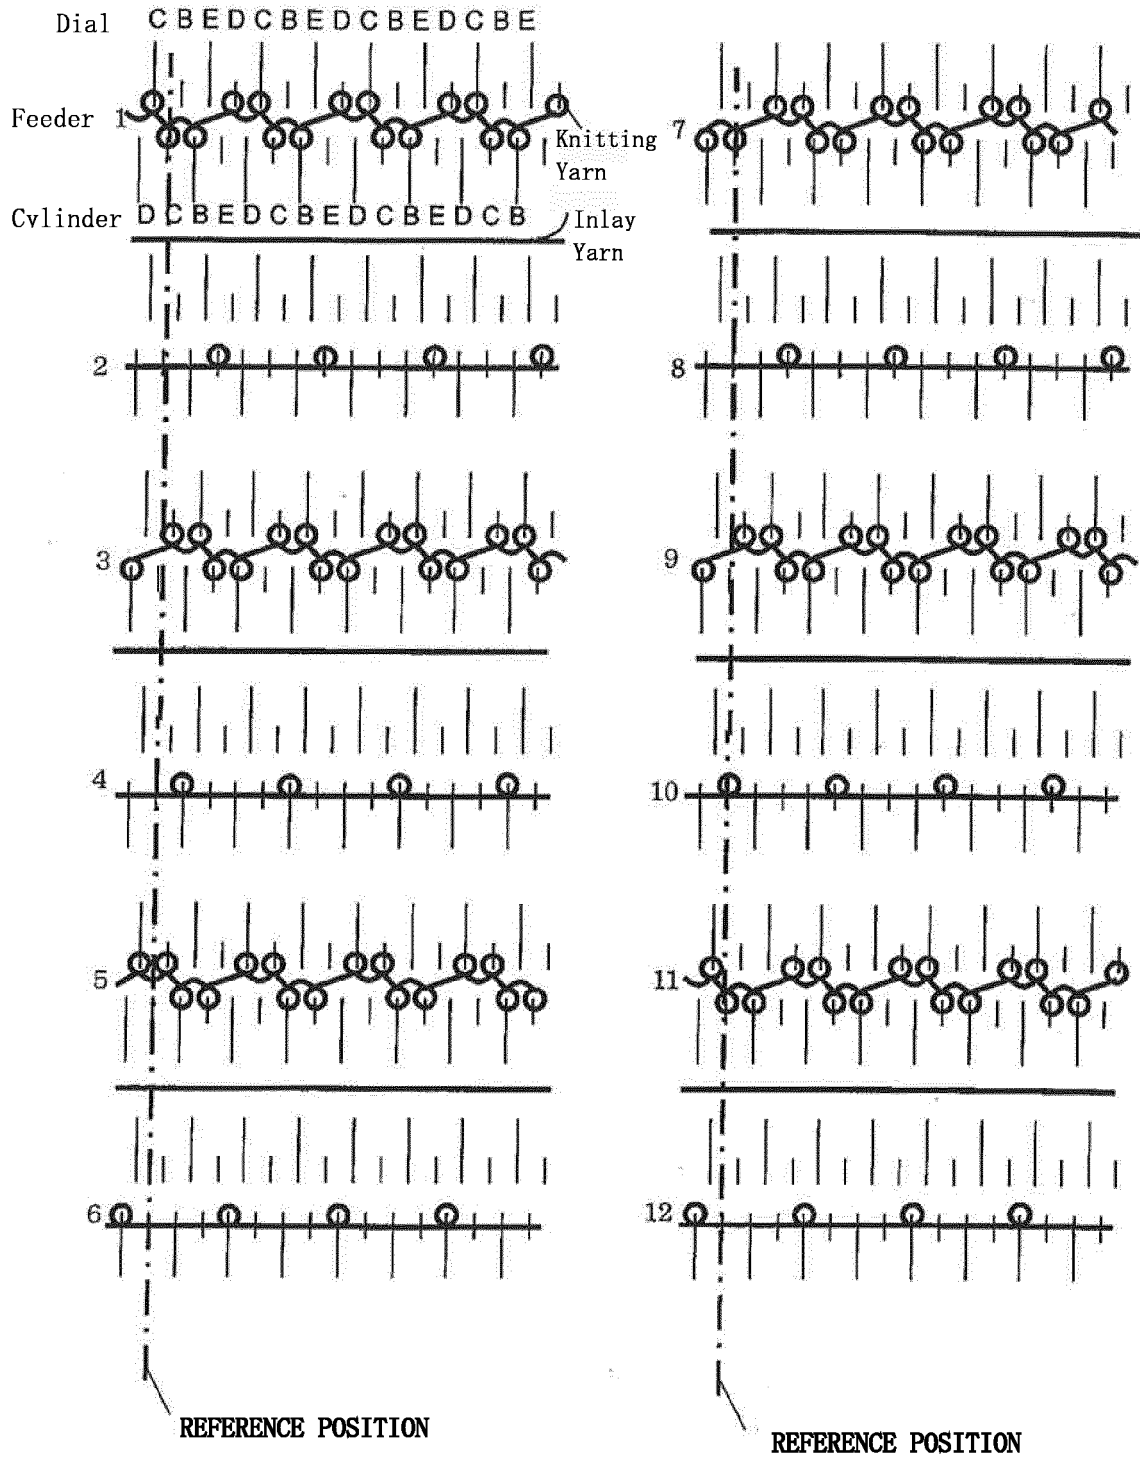 Dial C B E D C B E D C B E D C B E
Feeder 1
Knitting
Yarn
Cvlinder D C B E D C B E D C B E D C B
Inlay
Yarn
2
3
4
5
6
REFERENCE POSITION
7
8
9
10
11
12
REFERENCE POSITION